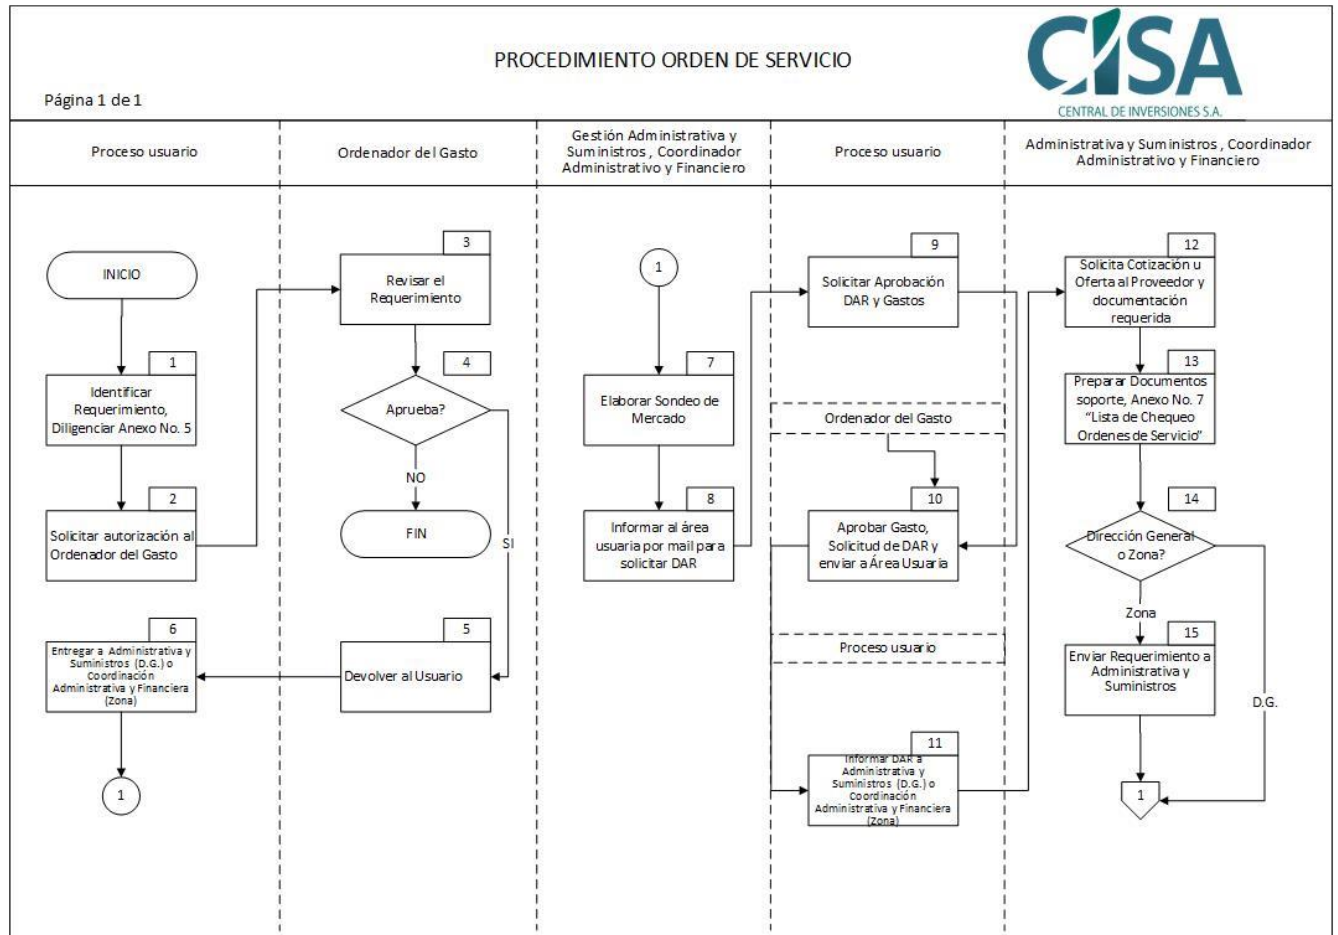 PROCEDIMIENTO ORDEN DE SERVICIO
CISA
CENTRAL DE INVERSIONES S.A.
Página 1 de 1
Proceso usuario
Ordenador del Gasto
Gestión Administrativa y
Suministros , Coordinador
Administrativo y Financiero
Proceso usuario
Administrativa y Suministros , Coordinador
Administrativo y Financiero
INICIO
1
Identificar
Requerimiento,
Diligenciar Anexo No. 5
2
Solicitar autorización al
Ordenador del Gasto
6
Entregar a Administrativa y
Suministros (D.G.) o
Coordinación
Administrativa y Financiera
(Zona)
1
3
Revisar el
Requerimiento
4
Aprueba?
NO
FIN
SI
5
Devolver al Usuario
1
7
Elaborar Sondeo de
Mercado
8
Informar al área
usuaria por mail para
solicitar DAR
9
Solicitar Aprobación
DAR y Gastos
Ordenador del Gasto
10
Aprobar Gasto,
Solicitud de DAR y
enviar a Área Usuaria
Proceso usuario
11
Informar DAR a
Administrativa y
Suministros (D.G.) o
Coordinación
Administrativa y Financiera
(Zona)
12
Solicita Cotización u
Oferta al Proveedor y
documentación
requerida
13
Preparar Documentos
soporte, Anexo No. 7
“Lista de Chequeo
Ordenes de Servicio”
14
Dirección General
o Zona?
Zona
15
Enviar Requerimiento a
Administrativa y
Suministros
D.G.
1